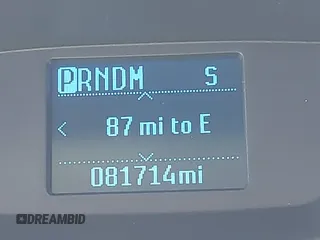 PRNDM S
< 87 mi to E
081714mi
DREAMBID